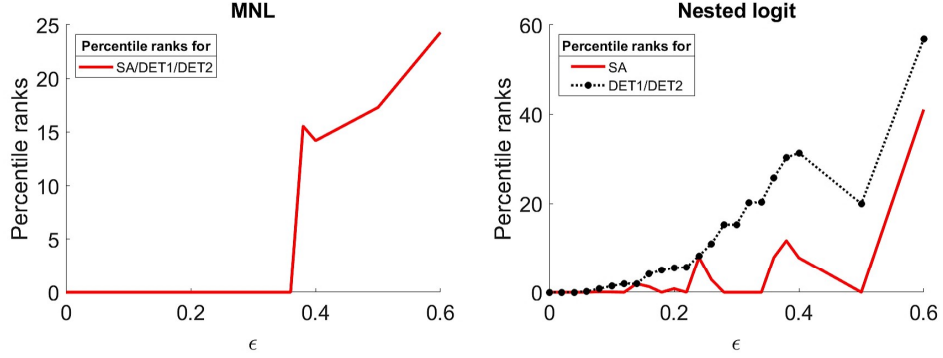 MNL
Percentile ranks
25
20
15
10
5
0
Percentile ranks for
SA/DET1/DET2
0 0.2 0.4 0.6
ϵ
Nested logit
Percentile ranks
60
40
20
0
Percentile ranks for
SA
DET1/DET2
0 0.2 0.4 0.6
ϵ